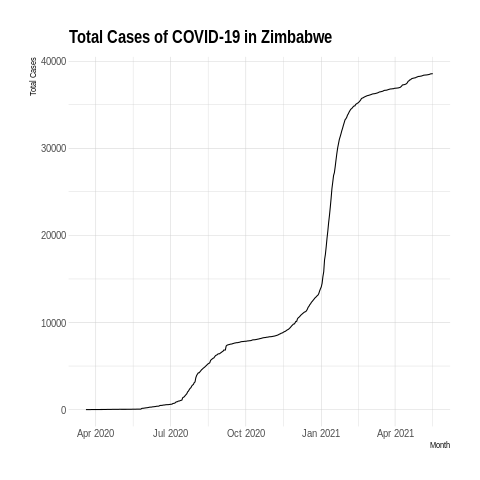 Total Cases of COVID-19 in Zimbabwe
Total Cases
40000
30000
20000
10000
0
Apr 2020 Jul 2020 Oct 2020 Jan 2021 Apr 2021
Month